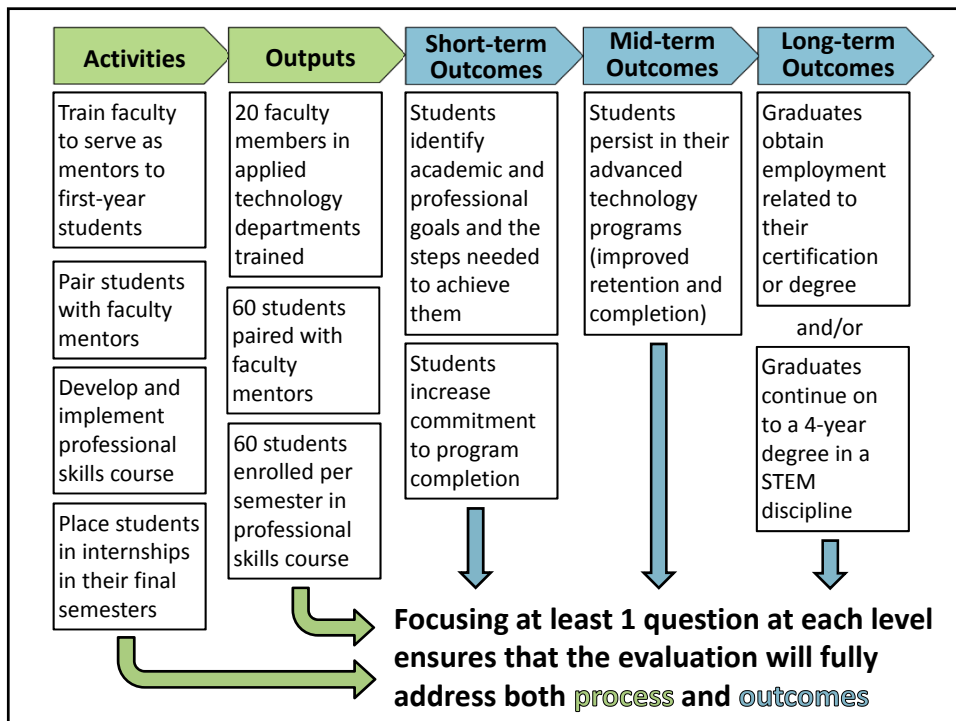 Activities
Outputs
Short-term
Outcomes
Mid-term
Outcomes
Long-term
Outcomes
Train faculty
to serve as
mentors to
first-year
students
Pair students
with faculty
mentors
Develop and
implement
professional
skills course
Place students
in internships
in their final
semesters
20 faculty
members in
applied
technology
departments
trained
60 students
paired with
faculty
mentors
60 students
enrolled per
semester in
professional
skills course
Students
identify
academic and
professional
goals and the
steps needed
to achieve
them
Students
increase
commitment
to program
completion
Students
persist in their
advanced
technology
programs
(improved
retention and
completion)
Graduates
obtain
employment
related to
their
certification
or degree
and/or
Graduates
continue on
to a 4-year
degree in a
STEM
discipline
Focusing at least 1 question at each level
ensures that the evaluation will fully
address both process and outcomes